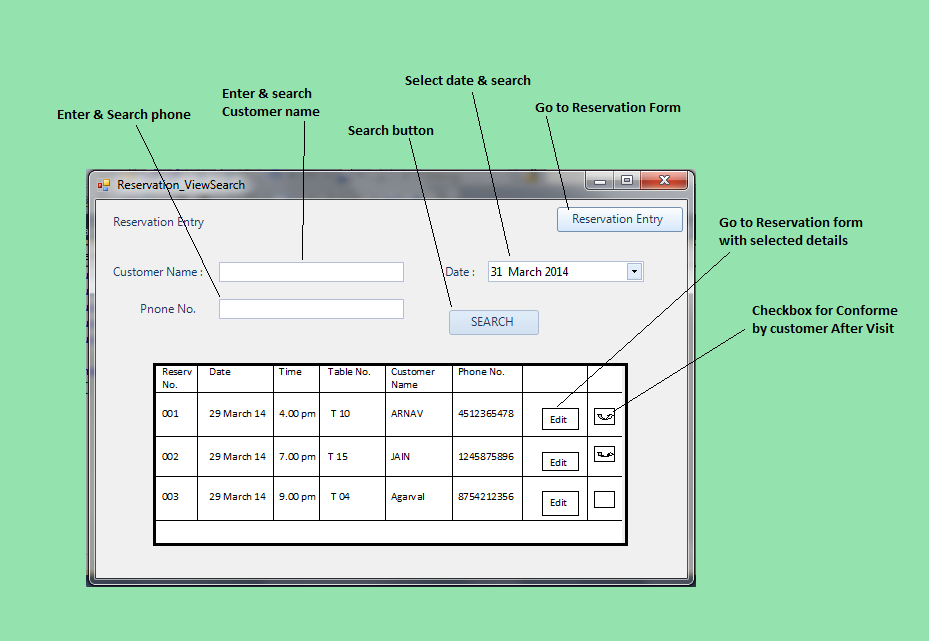 Select date & search
Enter & search
Customer name
Go to Reservation Form
Enter & Search phone
Search button
Reservation_ViewSearch
Reservation Entry
Reservation Entry
Go to Reservation form
with selected details
Customer Name :
Date :
31 March 2014
Pnone No.
SEARCH
Checkbox for Conforme
by customer After Visit
Reserv No. Date Time Table No. Customer Name Phone No.
001 29 March 14 4.00 pm T 10 ARNAV 4512365478 Edit
002 29 March 14 7.00 pm T 15 JAIN 1245875896 Edit
003 29 March 14 9.00 pm T 04 Agarval 8754212356 Edit